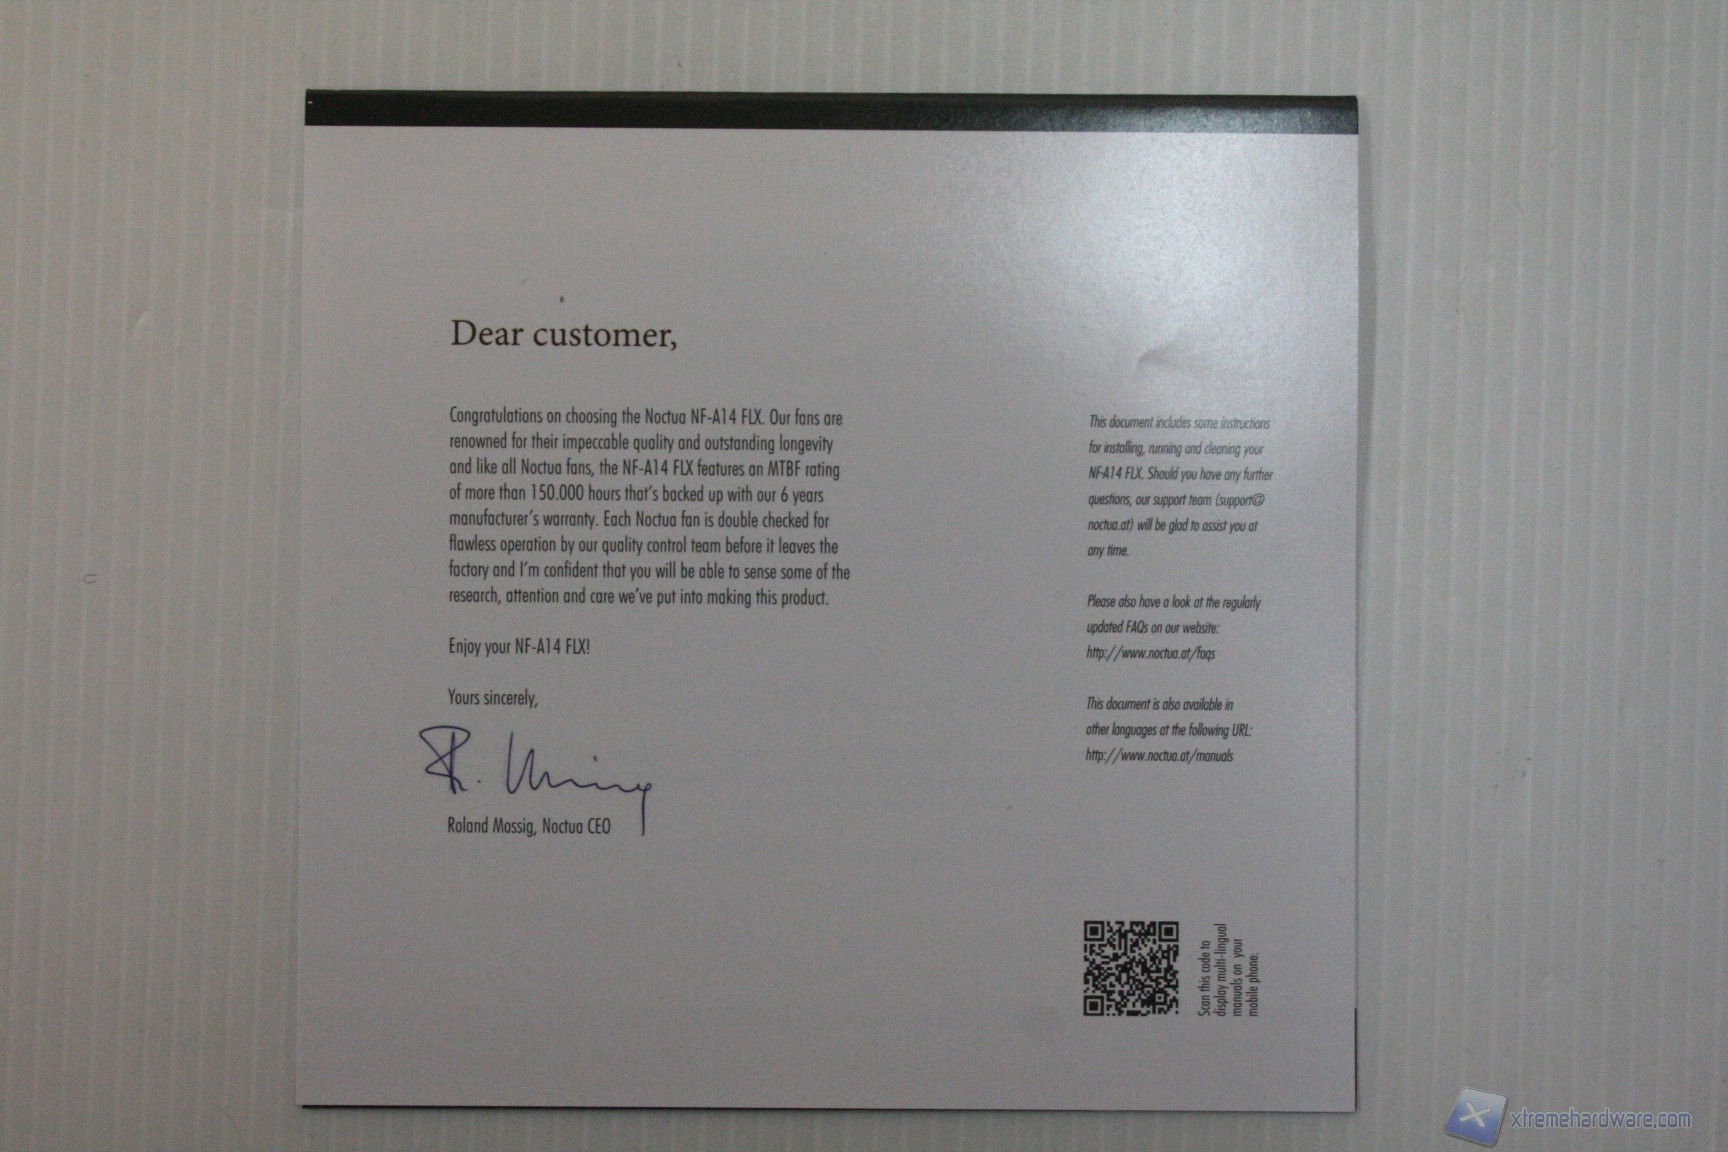 Dear customer,
Congratulations on choosing the Noctua NF-A14 FLX. Our fans are
renowned for their impeccable quality and outstanding longevity
and like all Noctua fans, the NF-A14 FLX features an MTBF rating
of more than 150.000 hours that's backed up with our 6 years
manufacturer's warranty. Each Noctua fan is double checked for
flawless operation by our quality control team before it leaves the
factory and I'm confident that you will be able to sense some of the
research, attention and care we've put into making this product.
Enjoy your NF-A14 FLX!
Yours sincerely,
R.
Roland Mossig, Noctua CEO
This document includes some instructions
for installing, running and cleaning your
NF-A14 FLX. Should you have any further
questions, our support team (support@
noctua.at) will be glad to assist you at
any time.
Please also have a look at the regularly
updated FAQs on our website:
http://www.noctua.at/faqs
This document is also available in
other languages at the following URL:
http://www.noctua.at/manuals
Scan this code to
display multi-lingual
manuals on your
mobile phone:
xtremehardware.com